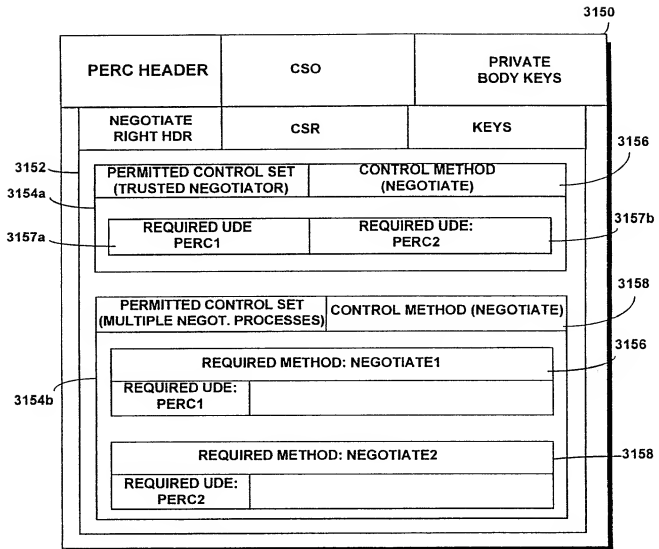 3150
PERC HEADER
CSO
PRIVATE
BODY KEYS
NEGOTIATE
RIGHT HDR
CSR
KEYS
3156
3152
PERMITTED CONTROL SET
(TRUSTED NEGOTIATOR)
CONTROL METHOD
(NEGOTIATE)
3154a
3157a
REQUIRED UDE
PERC1
REQUIRED UDE:
PERC2
3157b
PERMITTED CONTROL SET
(MULTIPLE NEGOT. PROCESSES)
CONTROL METHOD (NEGOTIATE)
3158
REQUIRED METHOD: NEGOTIATE1
3156
3154b
REQUIRED UDE:
PERC1
REQUIRED METHOD: NEGOTIATE2
3158
REQUIRED UDE:
PERC2